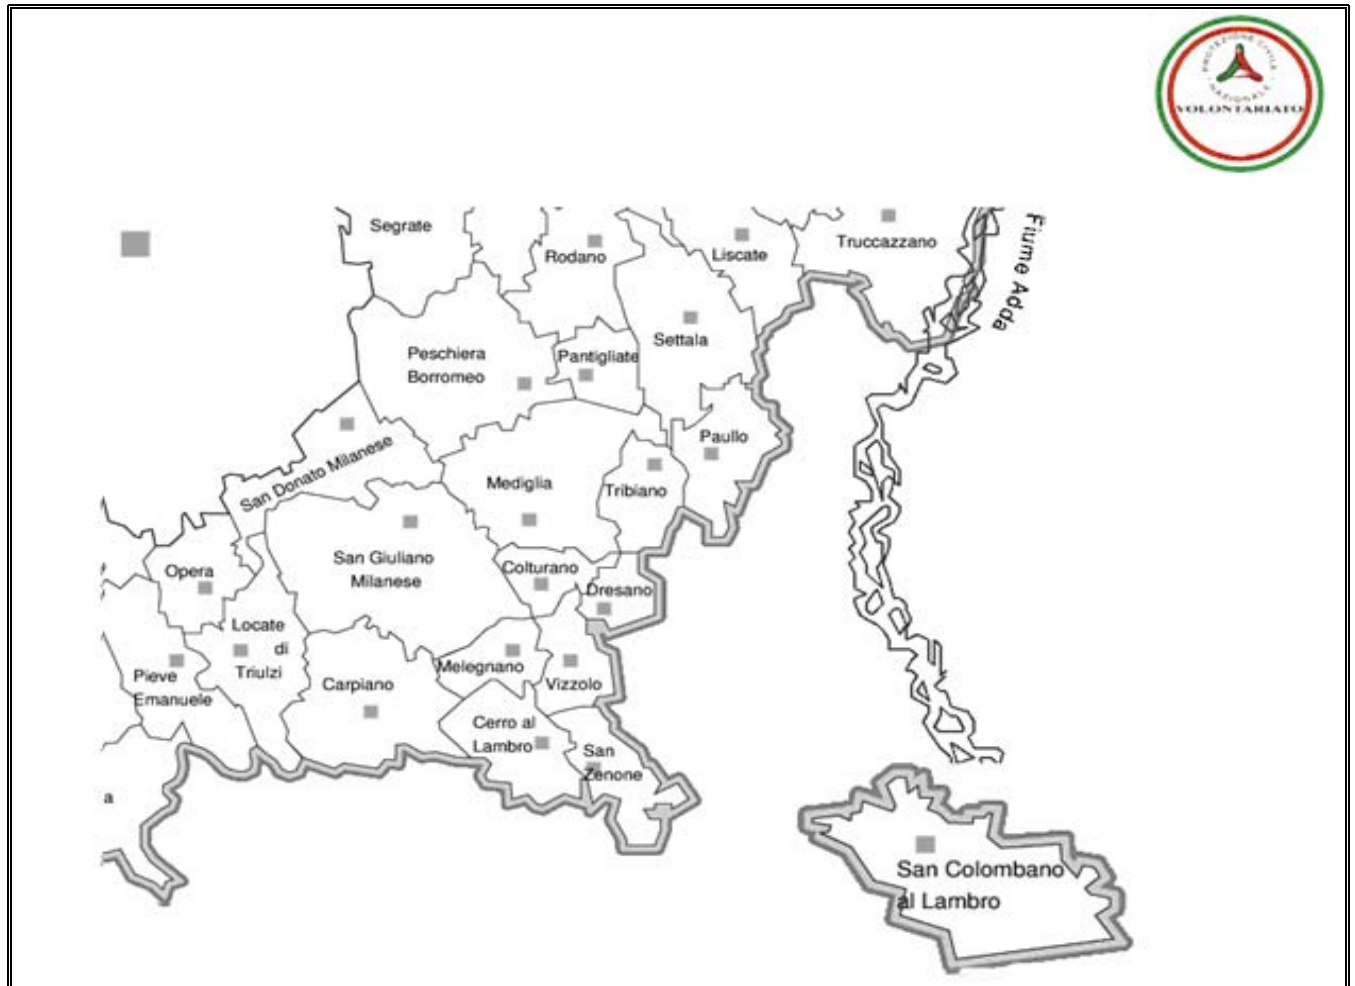 PROTEZIONE CIVILE
NAZIONALE
VOLONTARIATO
Segrate
Rodano
Liscate
Truccazzano
Fiume Adda
Settala
Peschiera
Borromeo
Pantigliate
Paullo
San Donato Milanese
Mediglia
Tribiano
San Giuliano
Milanese
Opera
Colturano
Dresano
Locate
di
Triulzi
Pieve
Emanuele
Carpiano
Melegnano
Vizzolo
Cerro al
Lambro
San
Zenone
a
San Colombano
al Lambro